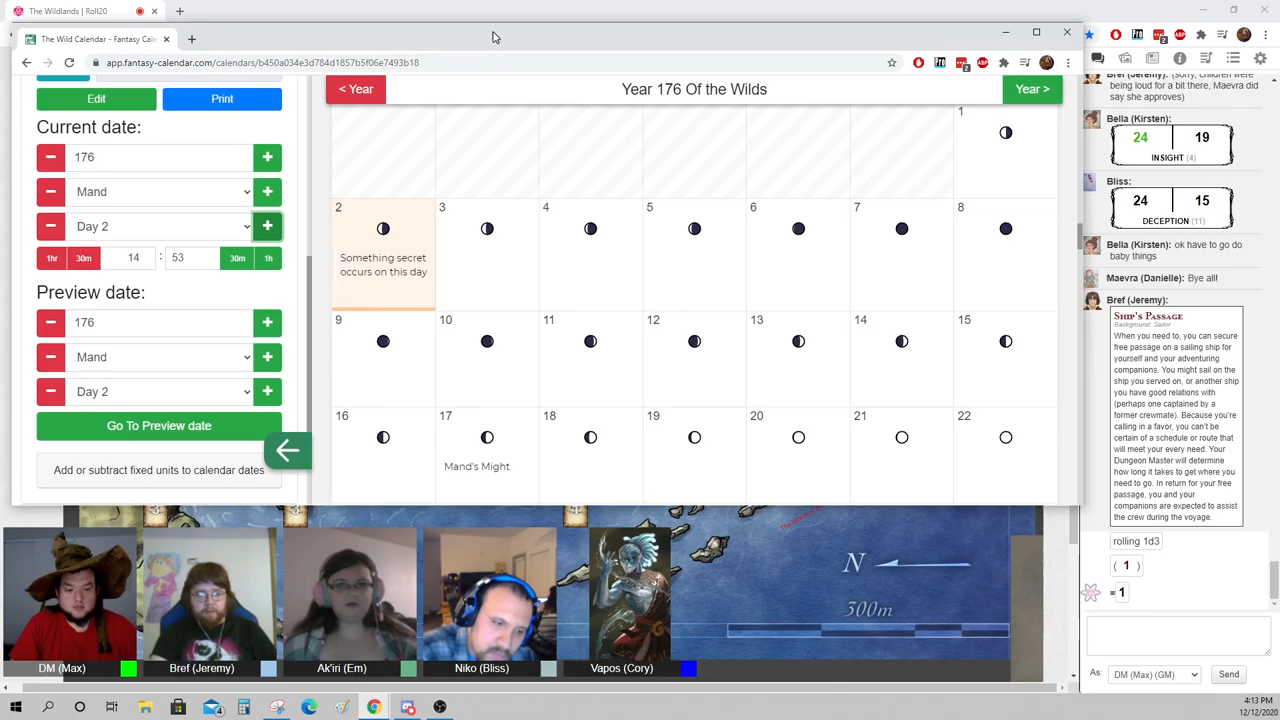 The Wildlands | Roll20
The Wild Calendar - Fantasy Cale
app.fantasy-calendar.com/calendars/b450a034e3d784d1857b5f06e749db18
Edit
Print
Current date:
176
Mand
Day 2
1hr
30m
14
:
53
30m
1h
Preview date:
176
Mand
Day 2
Go To Preview date
Add or subtract fixed units to calendar dates
< Year
Year 176 Of the Wilds
Year >
1
2
3
4
5
6
7
8
Something secret
occurs on this day
9
10
11
12
13
14
15
16
17
18
19
20
21
22
Mand's Might
N
300m
DM (Max)
Bref (Jeremy)
Ak'iri (Em)
Niko (Bliss)
Vapos (Cory)
Bref (Jeremy): (sorry, children were
being loud for a bit there, Maevra did
say she approves)
Bella (Kirsten):
24
19
INSIGHT (4)
Bliss:
24
15
DECEPTION (11)
Bella (Kirsten): ok have to go do
baby things
Maevra (Danielle): Bye all!
Bref (Jeremy):
Ship's Passage
Background: Sailor
When you need to, you can secure
free passage on a sailing ship for
yourself and your adventuring
companions. You might sail on the
ship you served on, or another ship
you have good relations with
(perhaps one captained by a
former crewmate). Because you're
calling in a favor, you can't be
certain of a schedule or route that
will meet your every need. Your
Dungeon Master will determine
how long it takes to get where you
need to go. In return for your free
passage, you and your
companions are expected to assist
the crew during the voyage.
rolling 1d3
( 1 )
= 1
As:
DM (Max) (GM)
Send
4:13 PM
12/12/2020